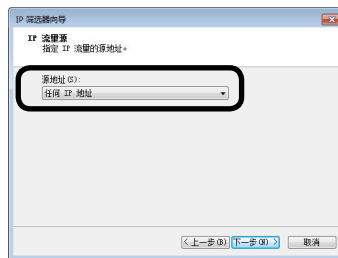 IP 筛选器向导
IP 流量源
指定 IP 流量的源地址。
源地址(S):
任何 IP 地址
< 上一步(B) 下一步(N) > 取消